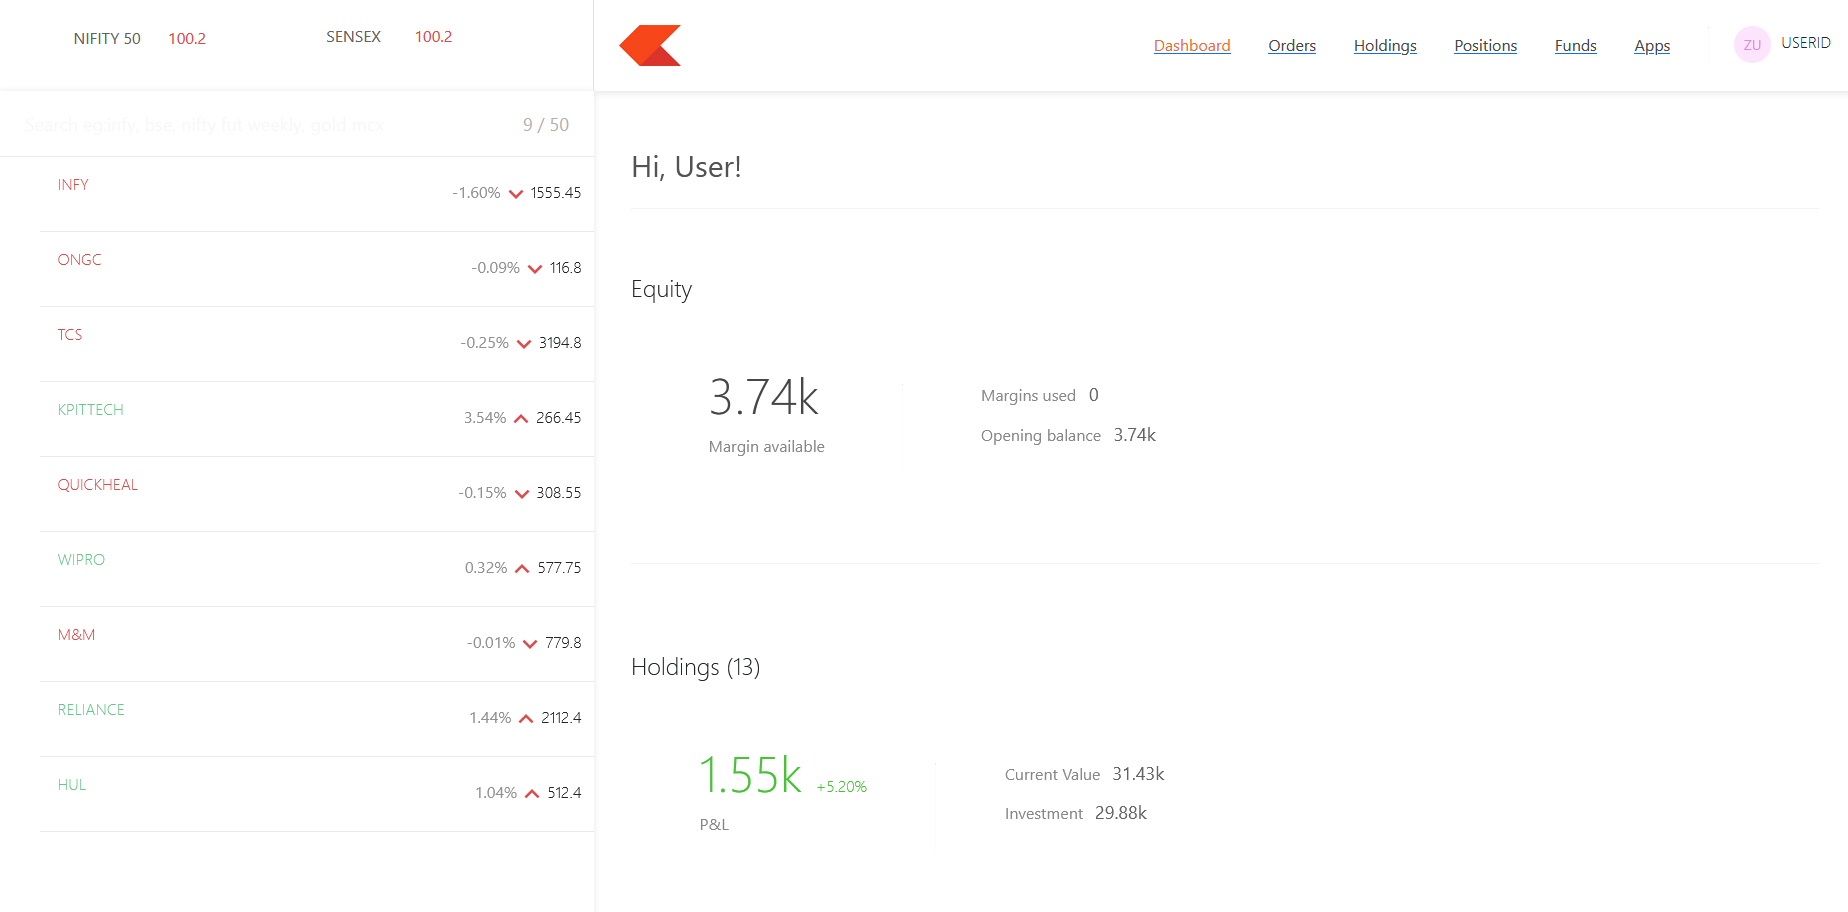 NIFITY 50 100.2 SENSEX 100.2
Dashboard Orders Holdings Positions Funds Apps ZU USERID
Search eg:infy, bse, nifty fut weekly, gold mcx 9 / 50
INFY -1.60% 1555.45
ONGC -0.09% 116.8
TCS -0.25% 3194.8
KPITTECH 3.54% 266.45
QUICKHEAL -0.15% 308.55
WIPRO 0.32% 577.75
M&M -0.01% 779.8
RELIANCE 1.44% 2112.4
HUL 1.04% 512.4
Hi, User!
Equity
3.74k
Margin available
Margins used 0
Opening balance 3.74k
Holdings (13)
1.55k +5.20%
P&L
Current Value 31.43k
Investment 29.88k